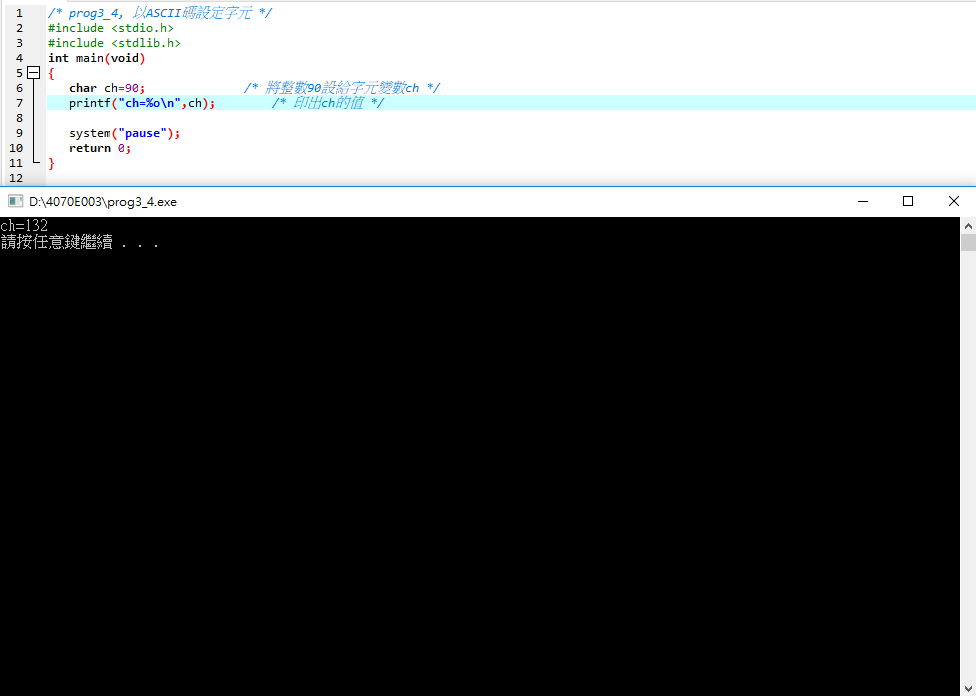 1 /* prog3_4, 以ASCII碼設定字元 */
2 #include <stdio.h>
3 #include <stdlib.h>
4 int main(void)
5 {
6 char ch=90; /* 將整數90設給字元變數ch */
7 printf("ch=%o\n",ch); /* 印出ch的值 */
8
9 system("pause");
10 return 0;
11 }
12
D:\4070E003\prog3_4.exe
ch=132
請按任意鍵繼續 . . .